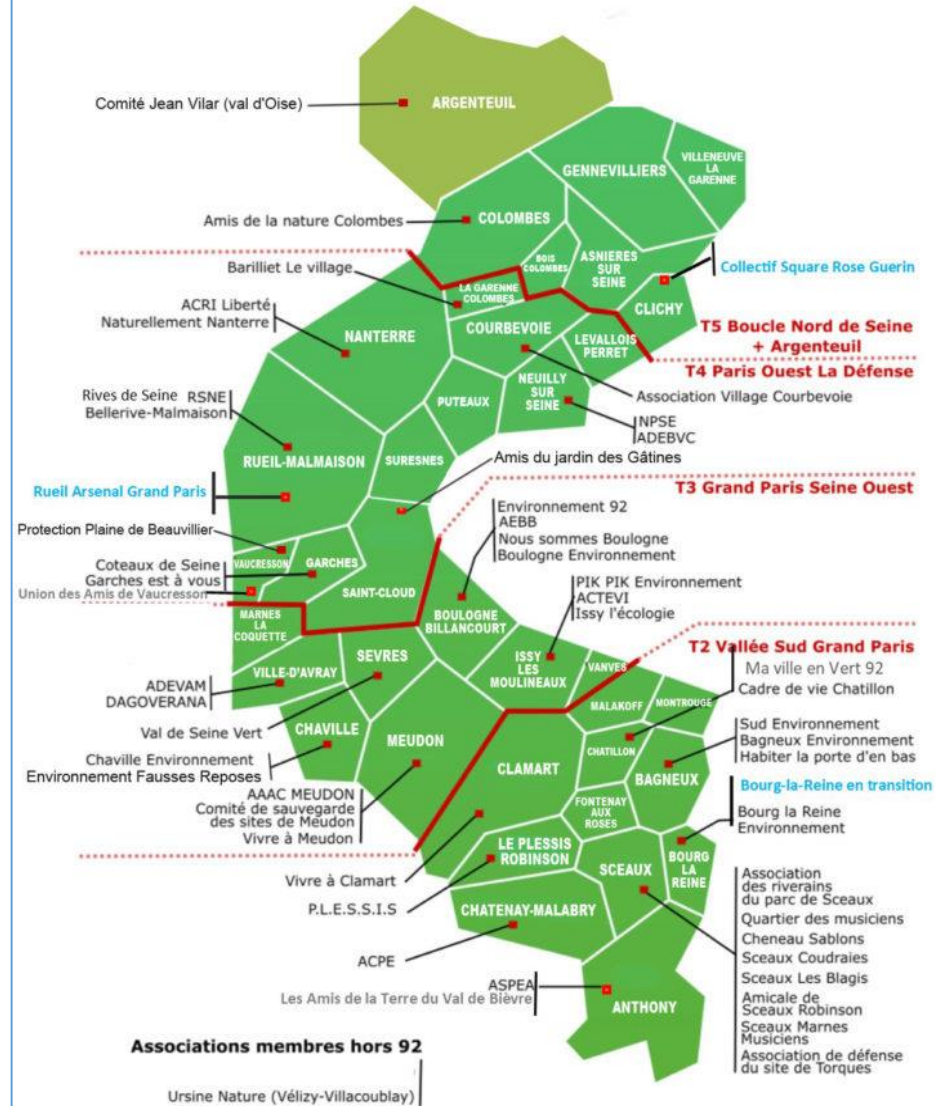 ARGENTEUIL
Comité Jean Vilar (val d'Oise)
GENNEVILLIERS
VILLENEUVE
LA
GARENNE
COLOMBES
Amis de la nature Colombes
BOIS
COLOMBES
ASNIERES
SUR
SEINE
Barilliet Le village
Collectif Square Rose Guerin
LA GARENNE
COLOMBES
CLICHY
ACRI Liberté
Naturellement Nanterre
NANTERRE
COURBEVOIE
LEVALLOIS
PERRET
T5 Boucle Nord de Seine
+ Argenteuil
T4 Paris Ouest La Défense
Rives de Seine RSNE
Bellerive-Malmaison
PUTEAUX
NEUILLY
SUR
SEINE
Association Village Courbevoie
NPSE
ADEBVC
RUEIL-MALMAISON
SURESNES
Amis du jardin des Gâtines
Rueil Arsenal Grand Paris
T3 Grand Paris Seine Ouest
Environnement 92
AEBB
Nous sommes Boulogne
Boulogne Environnement
Protection Plaine de Beauvillier
VAUCRESSON
GARCHES
Coteaux de Seine
Garches est à vous
Union des Amis de Vaucresson
SAINT-CLOUD
PIK PIK Environnement
ACTEVI
Issy l'écologie
MARNES
LA
COQUETTE
BOULOGNE
BILLANCOURT
SEVRES
ISSY
LES
MOULINEAUX
VANVES
T2 Vallée Sud Grand Paris
Ma ville en Vert 92
Cadre de vie Chatillon
VILLE-D'AVRAY
ADEVAM
DAGOVERANA
MALAKOFF
MONTROUGE
Val de Seine Vert
CHAVILLE
MEUDON
CHATILLON
Sud Environement
Bagneux Environement
Habiter la porte d'en bas
Chaville Environnement
Environnement Fausses Reposes
CLAMART
BAGNEUX
AAAC MEUDON
Comité de sauvegarde
des sites de Meudon
Vivre à Meudon
FONTENAY
AUX
ROSES
Bourg-la-Reine en transition
Bourg la Reine
Environement
LE PLESSIS
ROBINSON
SCEAUX
BOURG
LA
REINE
Vivre à Clamart
P.L.E.S.S.I.S
CHATENAY-MALABRY
Association
des riverains
du parc de Sceaux
Quartier des musiciens
Cheneau Sablons
Sceaux Coudraies
Sceaux Les Blagis
Amicale de
Sceaux Robinson
Sceaux Marnes
Musiciens
Association de défense
du site de Torques
ACPE
ASPEA
Les Amis de la Terre du Val de Bièvre
ANTHONY
Associations membres hors 92
Ursine Nature (Vélizy-Villacoublay)